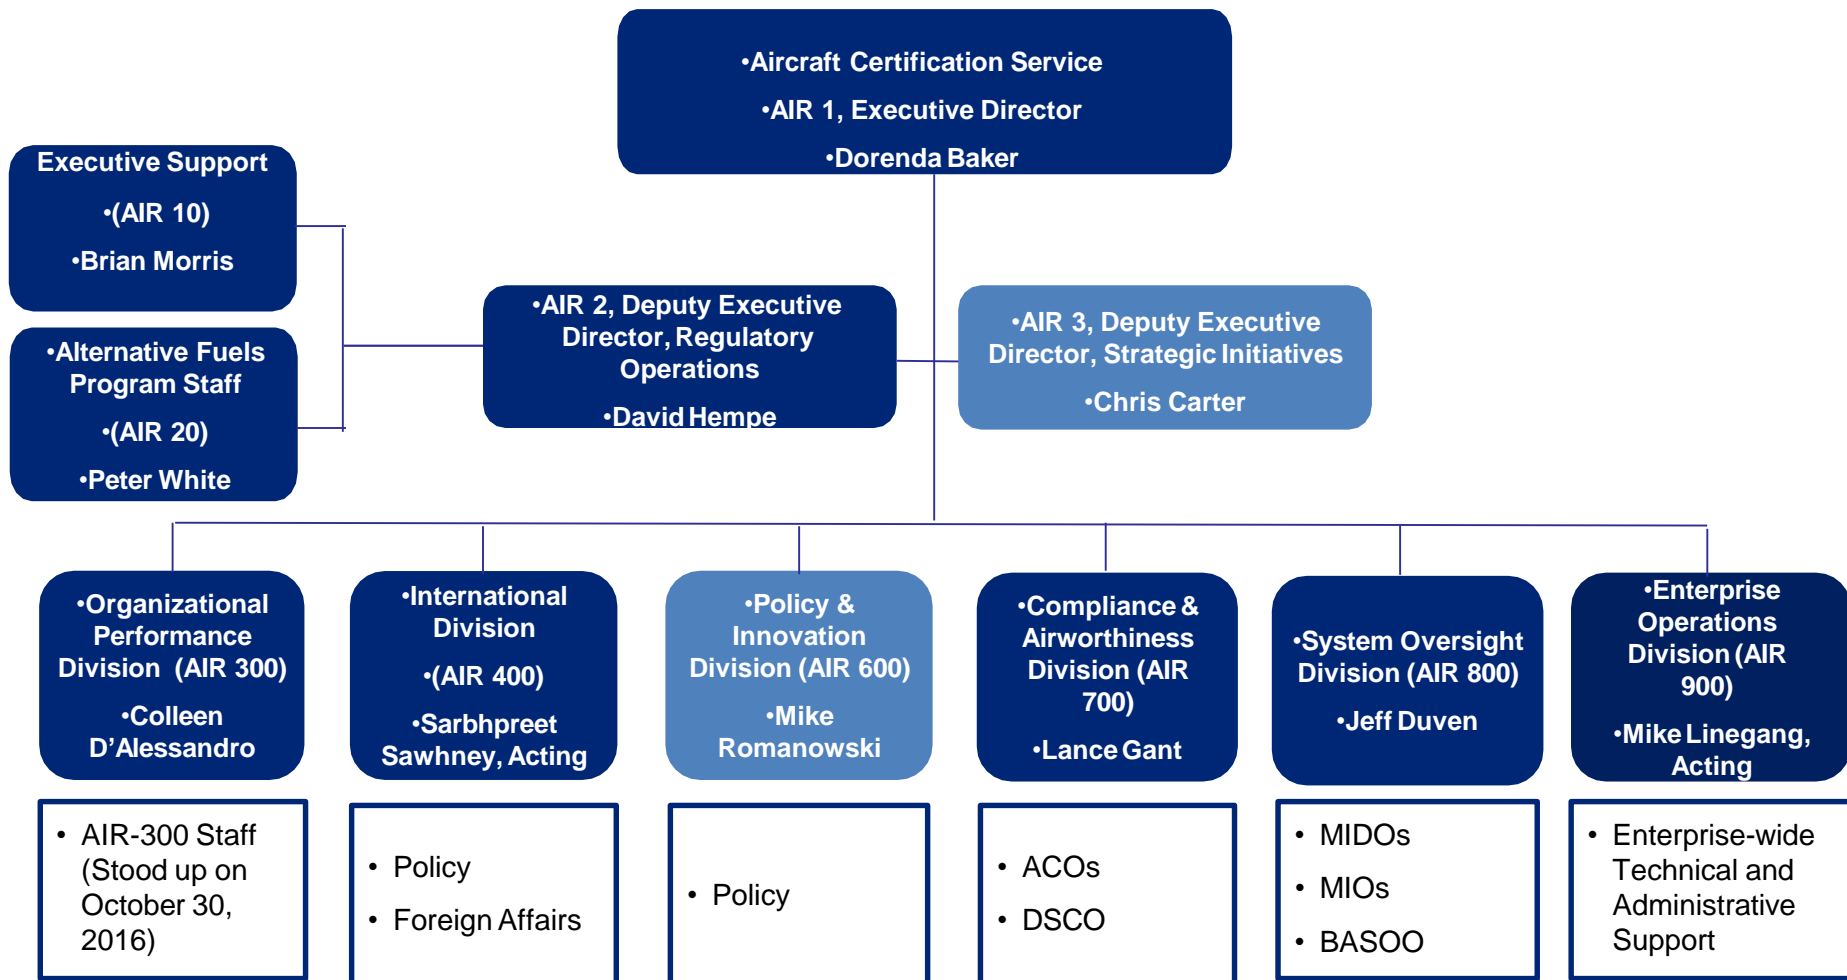 •Aircraft Certification Service
•AIR 1, Executive Director
•Dorenda Baker
Executive Support
•(AIR 10)
•Brian Morris
•Alternative Fuels
Program Staff
•(AIR 20)
•Peter White
•AIR 2, Deputy Executive
Director, Regulatory
Operations
•David Hempe
•AIR 3, Deputy Executive
Director, Strategic Initiatives
•Chris Carter
•Organizational
Performance
Division (AIR 300)
•Colleen
D’Alessandro
•International
Division
•(AIR 400)
•Sarbhpreet
Sawhney, Acting
•Policy &
Innovation
Division (AIR 600)
•Mike
Romanowski
•Compliance &
Airworthiness
Division (AIR
700)
•Lance Gant
•System Oversight
Division (AIR 800)
•Jeff Duven
•Enterprise
Operations
Division (AIR
900)
•Mike Linegang,
Acting
• AIR-300 Staff
(Stood up on
October 30,
2016)
• Policy
• Foreign Affairs
• Policy
• ACOs
• DSCO
• MIDOs
• MIOs
• BASOO
• Enterprise-wide
Technical and
Administrative
Support